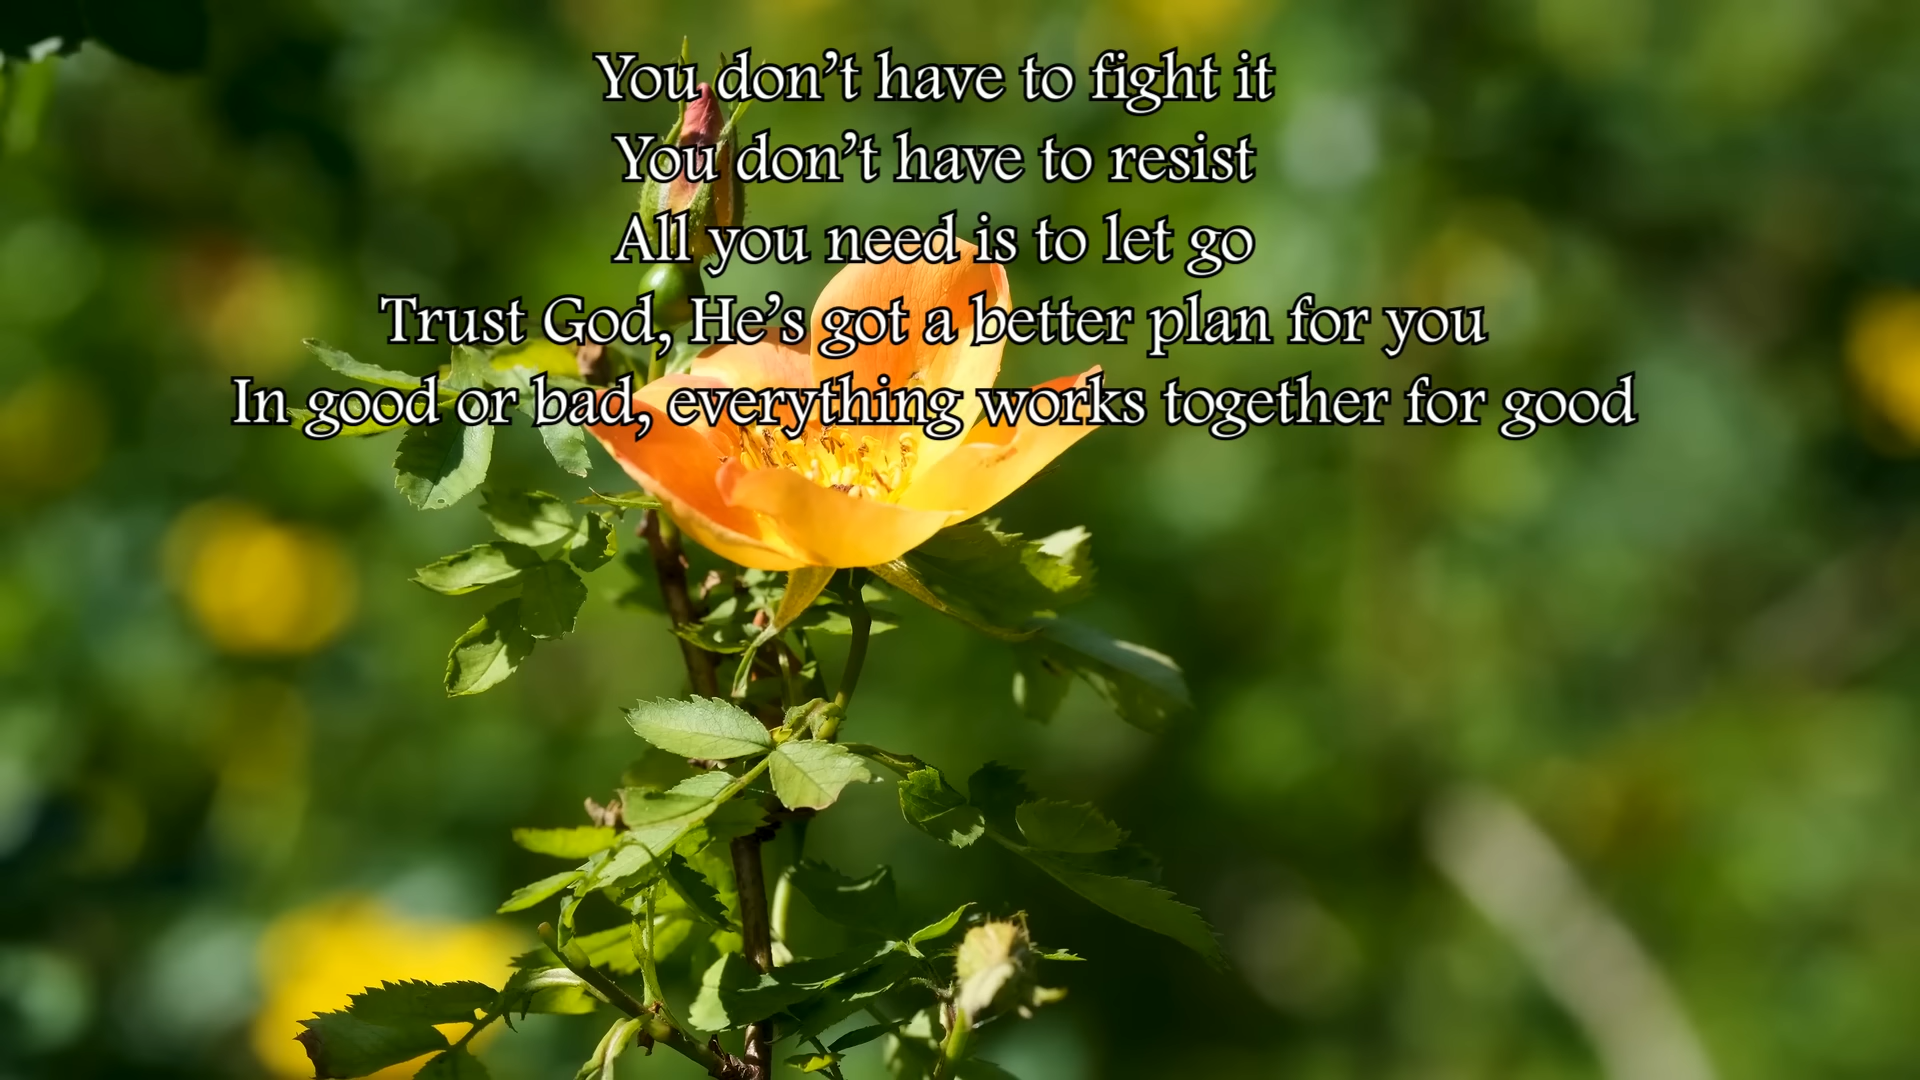 You don’t have to fight it
You don’t have to resist
All you need is to let go
Trust God, He’s got a better plan for you
In good or bad, everything works together for good